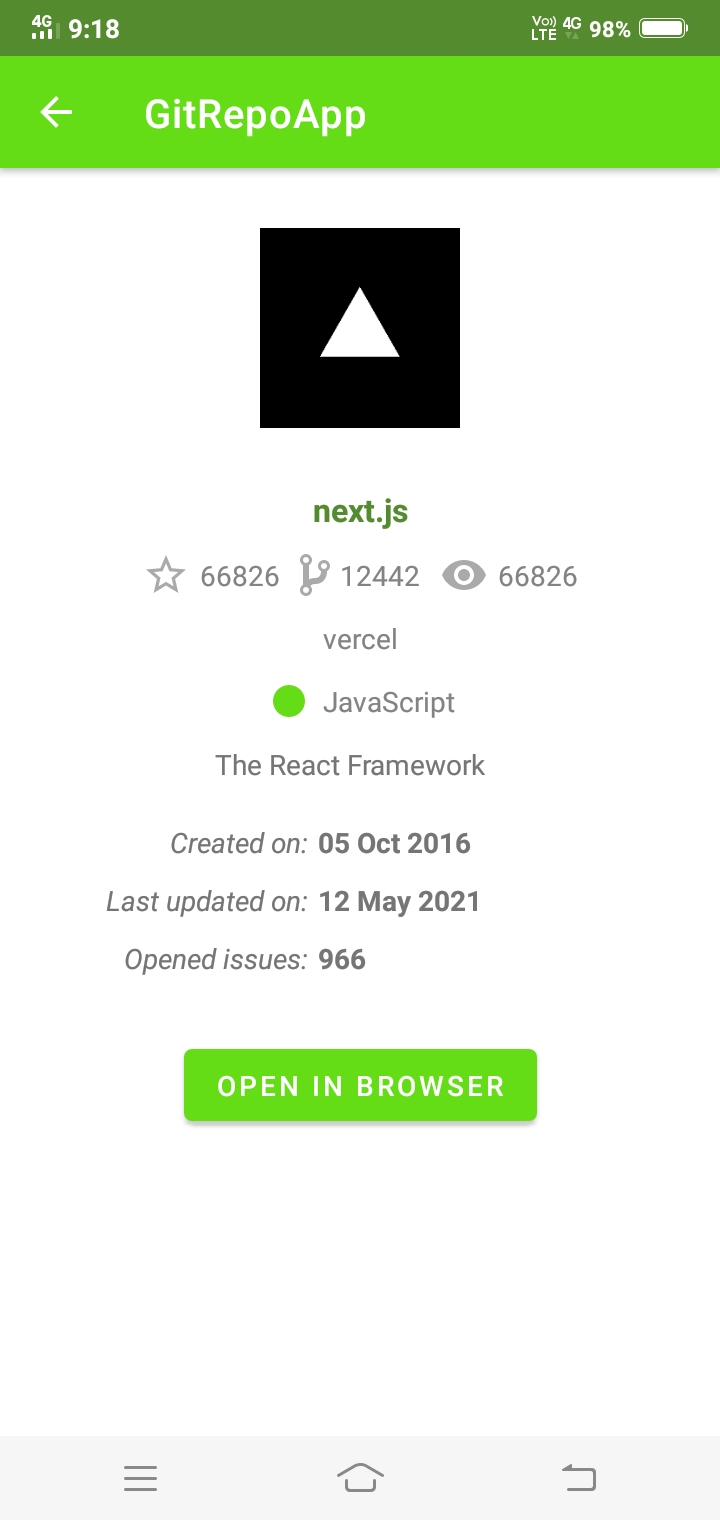 4G 9:18 Vo)) LTE 4G 98%
GitRepoApp
next.js
66826 12442 66826
vercel
JavaScript
The React Framework
Created on: 05 Oct 2016
Last updated on: 12 May 2021
Opened issues: 966
OPEN IN BROWSER